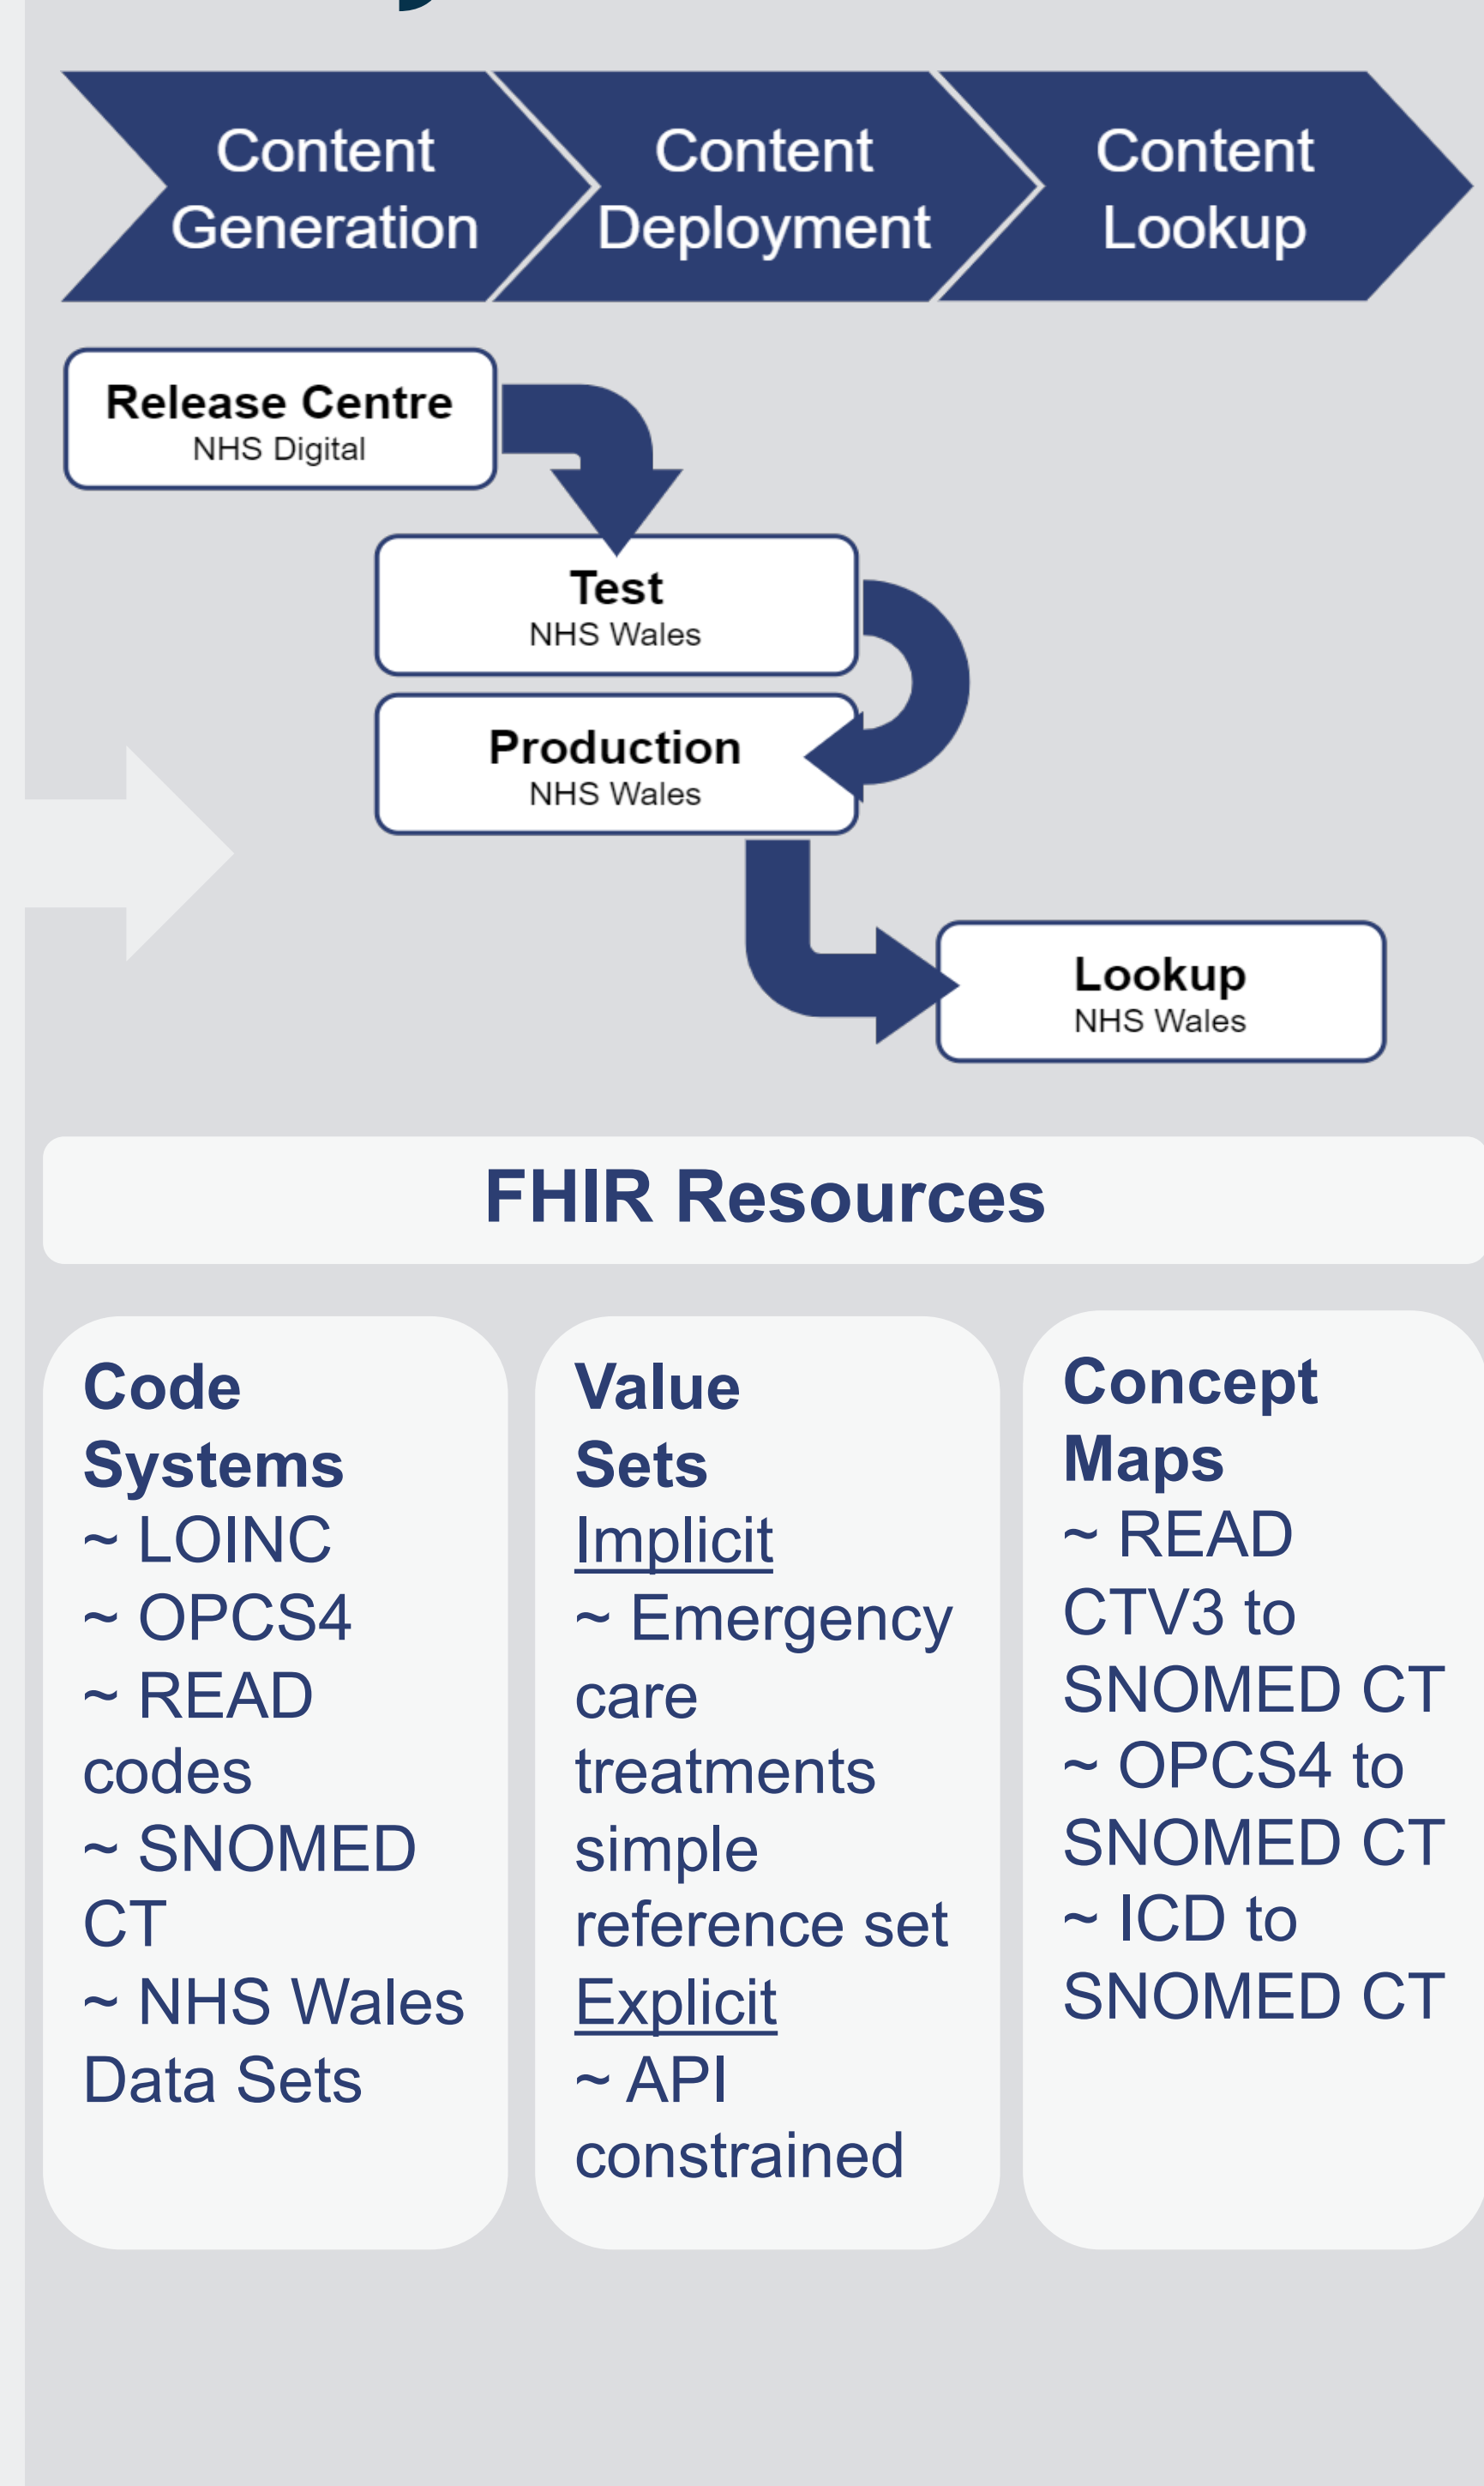 Content
Generation
Content
Deployment
Content
Lookup
Release Centre
NHS Digital
Test
NHS Wales
Production
NHS Wales
Lookup
NHS Wales
FHIR Resources
Code
Systems
~ LOINC
~ OPCS4
~ READ
codes
~ SNOMED
CT
~ NHS Wales
Data Sets
Value
Sets
Implicit
~ Emergency
care
treatments
simple
reference set
Explicit
~ API
constrained
Concept
Maps
~ READ
CTV3 to
SNOMED CT
~ OPCS4 to
SNOMED CT
~ ICD to
SNOMED CT